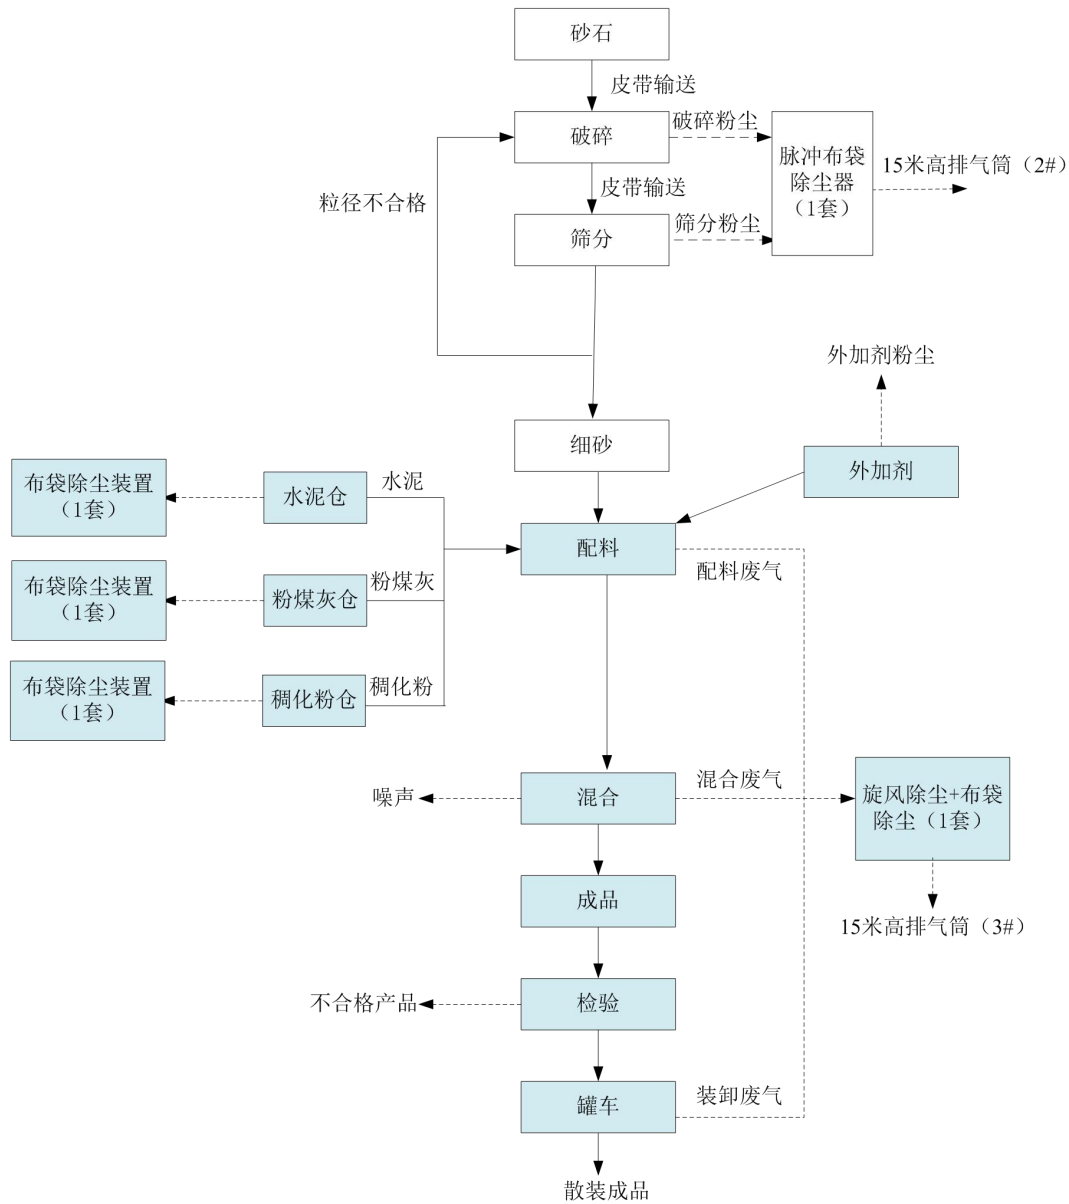 砂石
皮带输送
破碎
破碎粉尘
脉冲布袋
除尘器
（1套）
15米高排气筒（2#）
粒径不合格
皮带输送
筛分
筛分粉尘
外加剂粉尘
细砂
外加剂
布袋除尘装置
（1套）
水泥仓
水泥
配料
配料废气
布袋除尘装置
（1套）
粉煤灰仓
粉煤灰
布袋除尘装置
（1套）
稠化粉仓
稠化粉
噪声
混合
混合废气
旋风除尘+布袋
除尘（1套）
成品
15米高排气筒（3#）
不合格产品
检验
罐车
装卸废气
散装成品